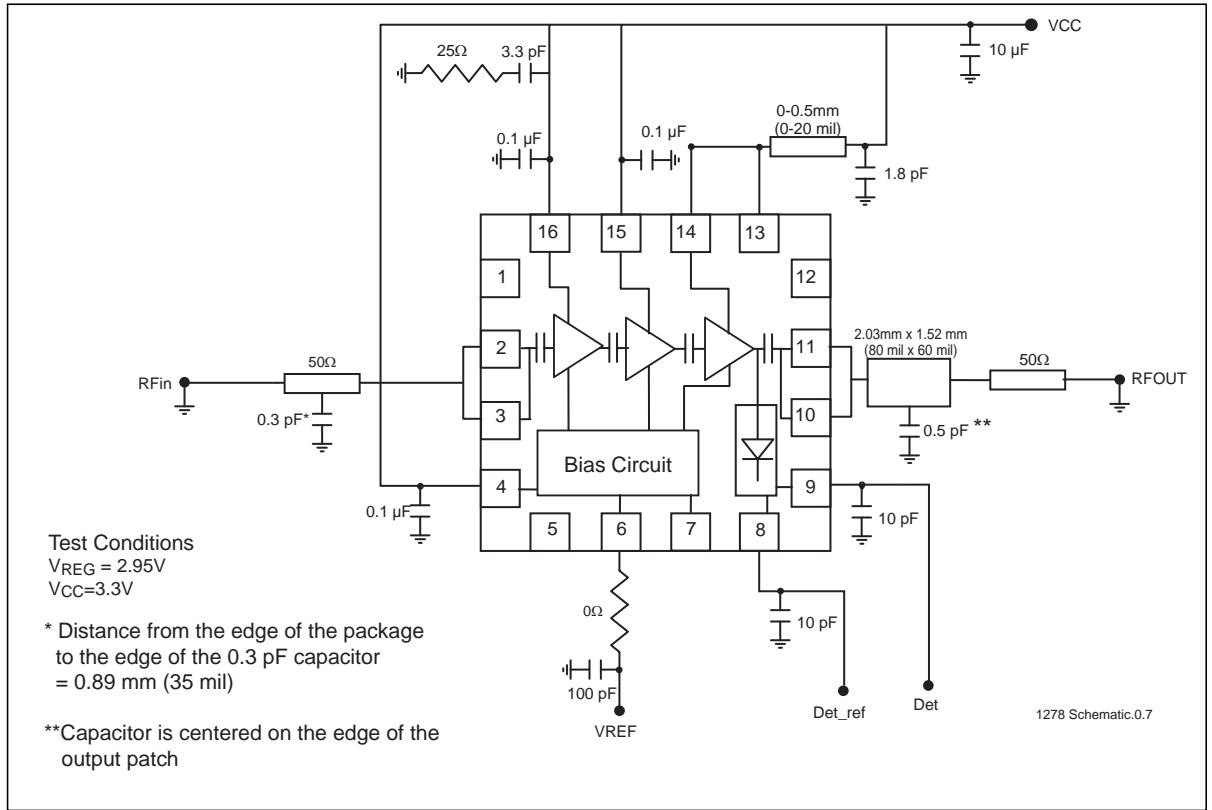 VCC
25Ω
3.3 pF
10 µF
0-0.5mm
(0-20 mil)
0.1 µF
0.1 µF
1.8 pF
16
15
14
13
1
12
2
11
2.03mm x 1.52 mm
(80 mil x 60 mil)
50Ω
50Ω
RFin
RFOUT
0.3 pF*
3
10
0.5 pF **
Bias Circuit
4
9
0.1 µF
10 pF
5
6
7
8
Test Conditions
VREG = 2.95V
VCC=3.3V
0Ω
10 pF
* Distance from the edge of the package
to the edge of the 0.3 pF capacitor
= 0.89 mm (35 mil)
100 pF
Det_ref
Det
1278 Schematic.0.7
VREF
**Capacitor is centered on the edge of the
output patch